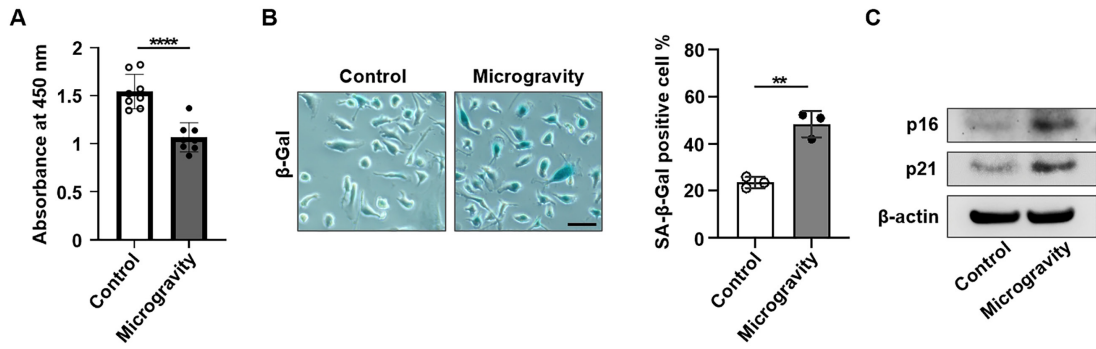 A
Absorbance at 450 nm
2
1.5
1
0.5
0
****
Control
Microgravity
B
Control
Microgravity
β-Gal
SA-β-Gal positive cell %
80
60
40
20
0
**
Control
Microgravity
C
p16
p21
β-actin
Control
Microgravity